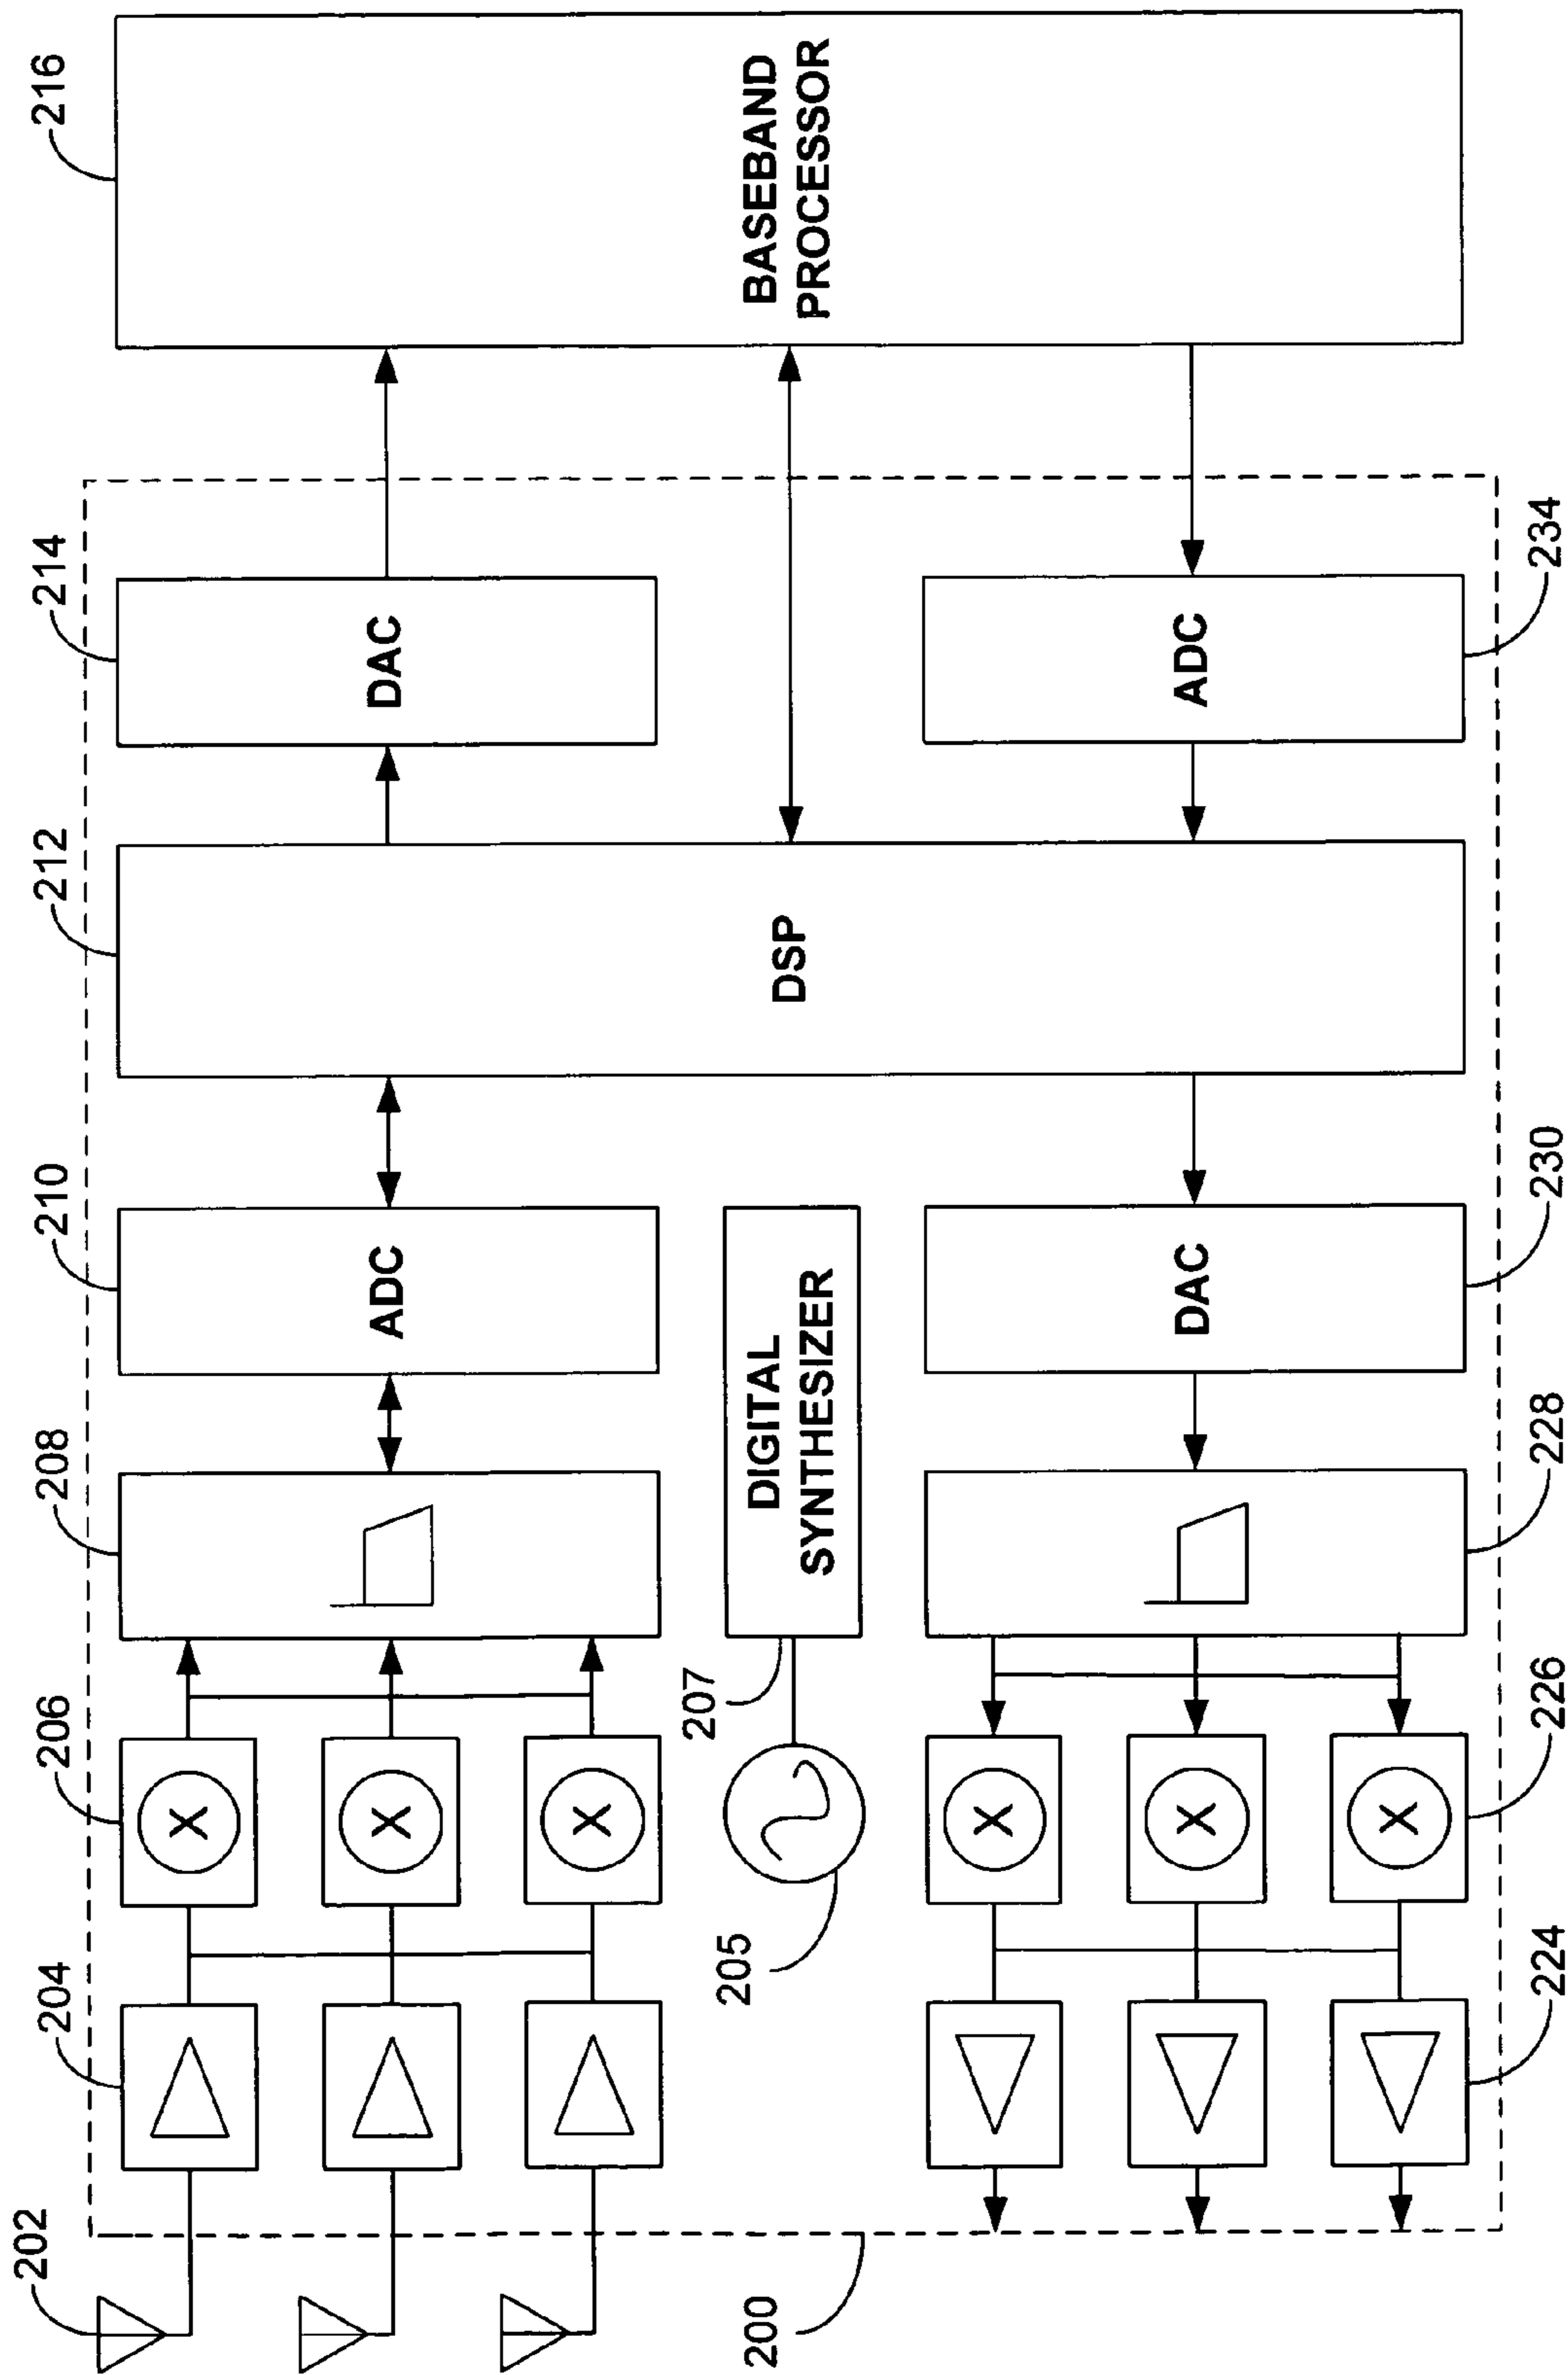 202
204
206
208
210
212
214
216
ADC
DSP
DAC
BASEBAND
PROCESSOR
X
X
X
205
207
DIGITAL
SYNTHESIZER
200
X
X
X
DAC
ADC
224
226
228
230
234